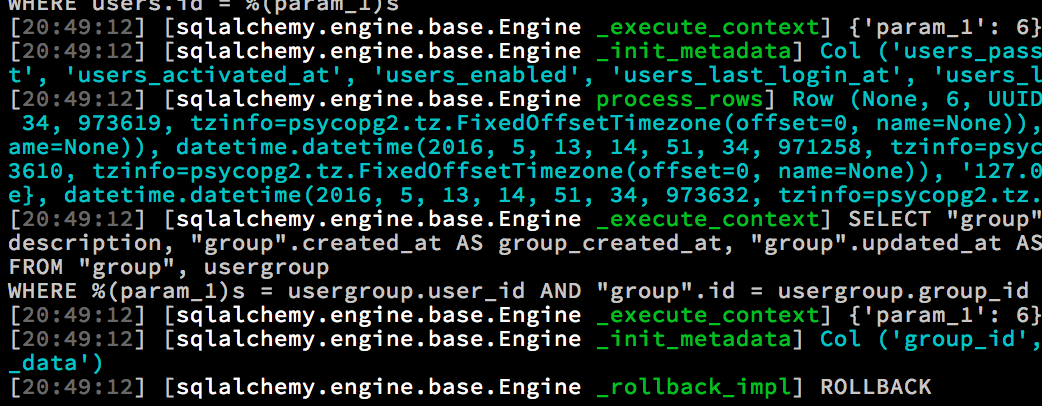 WHERE users.id = %(param_1)s
[20:49:12] [sqlalchemy.engine.base.Engine _execute_context] {'param_1': 6}
[20:49:12] [sqlalchemy.engine.base.Engine _init_metadata] Col ('users_pass
t', 'users_activated_at', 'users_enabled', 'users_last_login_at', 'users_l
[20:49:12] [sqlalchemy.engine.base.Engine process_rows] Row (None, 6, UUID
34, 973619, tzinfo=psycopg2.tz.FixedOffsetTimezone(offset=0, name=None)),
ame=None)), datetime.datetime(2016, 5, 13, 14, 51, 34, 971258, tzinfo=psyc
3610, tzinfo=psycopg2.tz.FixedOffsetTimezone(offset=0, name=None)), '127.0
e}, datetime.datetime(2016, 5, 13, 14, 51, 34, 973632, tzinfo=psycopg2.tz.
[20:49:12] [sqlalchemy.engine.base.Engine _execute_context] SELECT "group"
description, "group".created_at AS group_created_at, "group".updated_at AS
FROM "group", usergroup
WHERE %(param_1)s = usergroup.user_id AND "group".id = usergroup.group_id
[20:49:12] [sqlalchemy.engine.base.Engine _execute_context] {'param_1': 6}
[20:49:12] [sqlalchemy.engine.base.Engine _init_metadata] Col ('group_id',
_data')
[20:49:12] [sqlalchemy.engine.base.Engine _rollback_impl] ROLLBACK